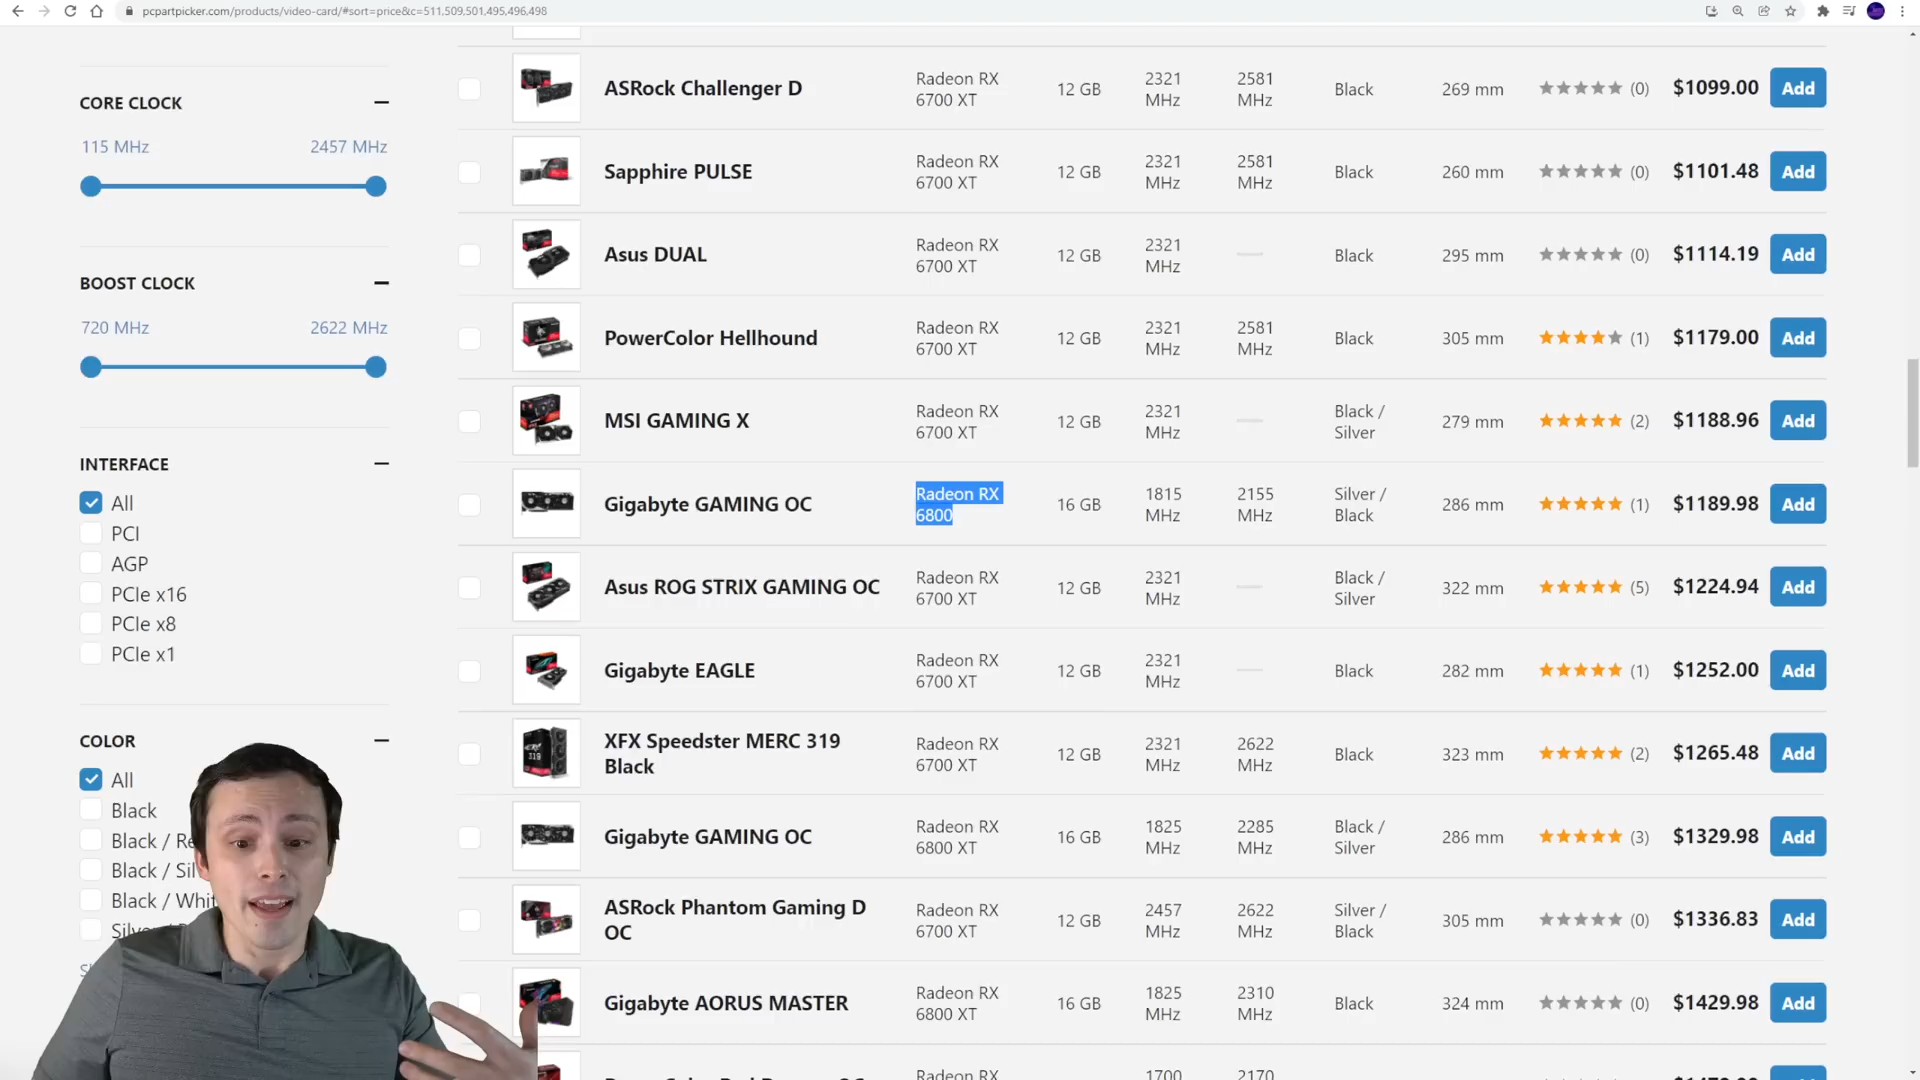 pcpartpicker.com/products/video-card/#sort=price&c=511,509,501,495,496,498
CORE CLOCK
115 MHz 2457 MHz
BOOST CLOCK
720 MHz 2622 MHz
INTERFACE
All
PCI
AGP
PCIe x16
PCIe x8
PCIe x1
COLOR
All
Black
Black / Re
Black / Sil
Black / Whit
ASRock Challenger D Radeon RX 6700 XT 12 GB 2321 MHz 2581 MHz Black 269 mm (0) $1099.00 Add
Sapphire PULSE Radeon RX 6700 XT 12 GB 2321 MHz 2581 MHz Black 260 mm (0) $1101.48 Add
Asus DUAL Radeon RX 6700 XT 12 GB 2321 MHz Black 295 mm (0) $1114.19 Add
PowerColor Hellhound Radeon RX 6700 XT 12 GB 2321 MHz 2581 MHz Black 305 mm (1) $1179.00 Add
MSI GAMING X Radeon RX 6700 XT 12 GB 2321 MHz Black / Silver 279 mm (2) $1188.96 Add
Gigabyte GAMING OC Radeon RX 6800 16 GB 1815 MHz 2155 MHz Silver / Black 286 mm (1) $1189.98 Add
Asus ROG STRIX GAMING OC Radeon RX 6700 XT 12 GB 2321 MHz Black / Silver 322 mm (5) $1224.94 Add
Gigabyte EAGLE Radeon RX 6700 XT 12 GB 2321 MHz Black 282 mm (1) $1252.00 Add
XFX Speedster MERC 319 Black Radeon RX 6700 XT 12 GB 2321 MHz 2622 MHz Black 323 mm (2) $1265.48 Add
Gigabyte GAMING OC Radeon RX 6800 XT 16 GB 1825 MHz 2285 MHz Black / Silver 286 mm (3) $1329.98 Add
ASRock Phantom Gaming D OC Radeon RX 6700 XT 12 GB 2457 MHz 2622 MHz Silver / Black 305 mm (0) $1336.83 Add
Gigabyte AORUS MASTER Radeon RX 6800 XT 16 GB 1825 MHz 2310 MHz Black 324 mm (0) $1429.98 Add
Radeon RX 1700 2170